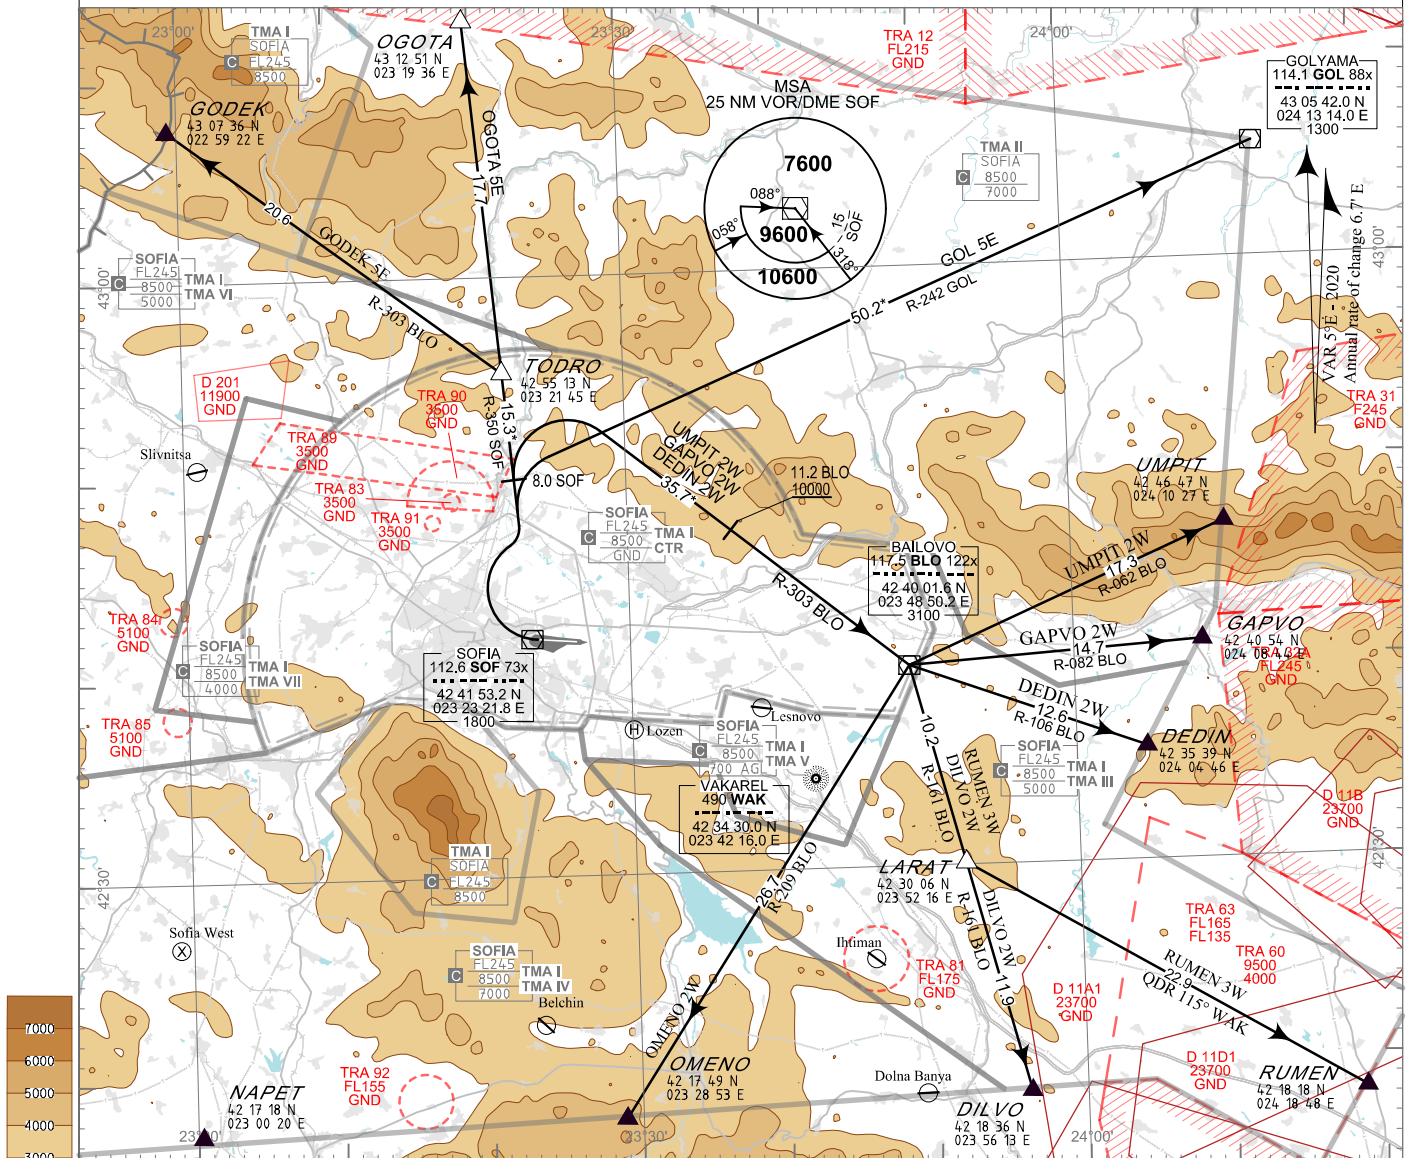 23°00'
23°30'
24°00'
TMA I
SOFIA
C
FL245
8500
OGOTA
43 12 51 N
023 19 36 E
TRA 12
FL215
GND
GOLYAMA
114.1 GOL 88x
43 05 42.0 N
024 13 14.0 E
1300
MSA
25 NM VOR/DME SOF
7600
088°
058°
9600
15
SOF
318°
10600
GODEK
43 07 36 N
022 59 22 E
TMA II
SOFIA
C
8500
7000
OGOTA 5E
17.7
20.6
GODEK 5E
R-303 BLO
GOL 5E
50.2*
R-242 GOL
VAR 5°E - 2020
Annual rate of change 6.7' E
43°00'
43°00'
SOFIA
C
FL245
8500
5000
TMA I
TMA VI
TODRO
42 55 13 N
023 21 45 E
D 201
11900
GND
TRA 90
3500
GND
15.3*
R-350 SOF
TRA 31
F245
GND
TRA 89
3500
GND
Slivnitsa
UMPIT 2W
GAPVO 2W
DEDIN 2W
35.7*
11.2 BLO
10000
UMPIT
42 46 47 N
024 10 27 E
8.0 SOF
TRA 83
3500
GND
TRA 91
3500
GND
SOFIA
C
FL245
8500
GND
TMA I
CTR
BAILOVO
117.5 BLO 122x
42 40 01.6 N
023 48 50.2 E
3100
UMPIT 2W
17.3
R-062 BLO
R-303 BLO
TRA 84
5100
GND
GAPVO 2W
14.7
R-082 BLO
GAPVO
42 40 54 N
024 08 44 E
TRA 32A
FL245
GND
SOFIA
C
FL245
8500
4000
TMA I
TMA VII
SOFIA
112.6 SOF 73x
42 41 53.2 N
023 23 21.8 E
1800
DEDIN 2W
12.6
R-106 BLO
TRA 85
5100
GND
H
Lozen
Lesnovo
SOFIA
C
FL245
8500
700 AG
TMA I
TMA V
10.2
R-161 BLO
RUMEN 3W
DILVO 2W
DEDIN
42 35 39 N
024 04 46 E
SOFIA
C
FL245
8500
5000
TMA I
TMA III
VAKAREL
490 WAK
42 34 30.0 N
023 42 16.0 E
D 11B
23700
GND
42°30'
42°30'
TMA I
SOFIA
C
FL245
8500
26.7
R-209 BLO
LARAT
42 30 06 N
023 52 16 E
DILVO 2W
R-161 BLO
11.9
TRA 63
FL165
FL135
TRA 60
9500
4000
Sofia West
X
Ihtiman
TRA 81
FL175
GND
SOFIA
C
FL245
8500
7000
TMA I
TMA IV
D 11A1
23700
GND
RUMEN 3W
22.9
QDR 115° WAK
Belchin
OMENO 2W
7000
6000
5000
4000
3000
TRA 92
FL155
GND
OMENO
42 17 49 N
023 28 53 E
Dolna Banya
D 11D1
23700
GND
RUMEN
42 18 18 N
024 18 48 E
NAPET
42 17 18 N
023 00 20 E
DILVO
42 18 36 N
023 56 13 E
23°00'
23°30'
24°00'